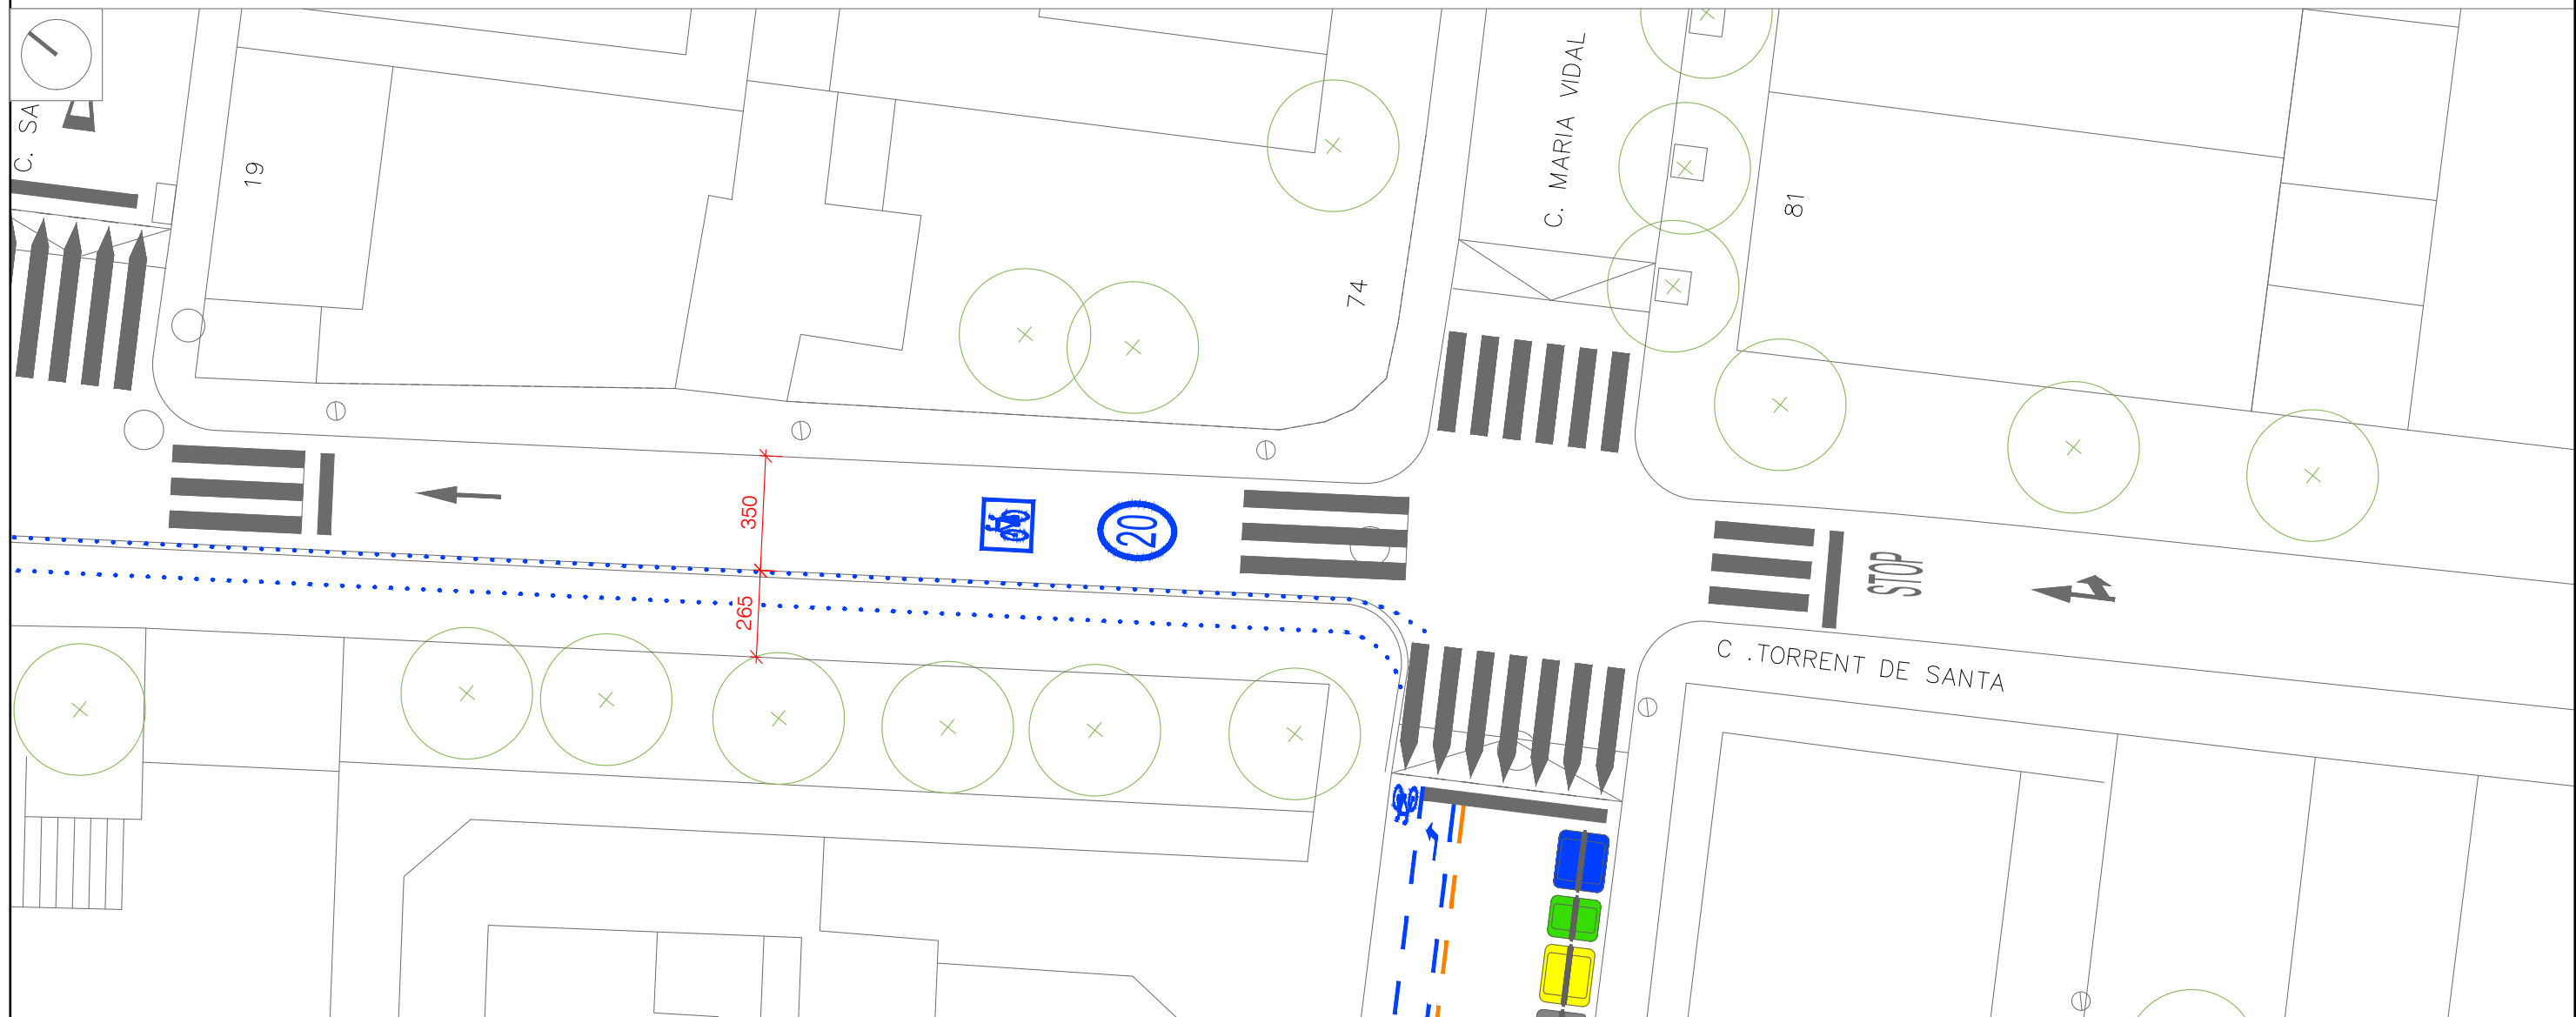 C. SA
19
C. MARIA VIDAL
81
74
350
20
265
STOP
C .TORRENT DE SANTA